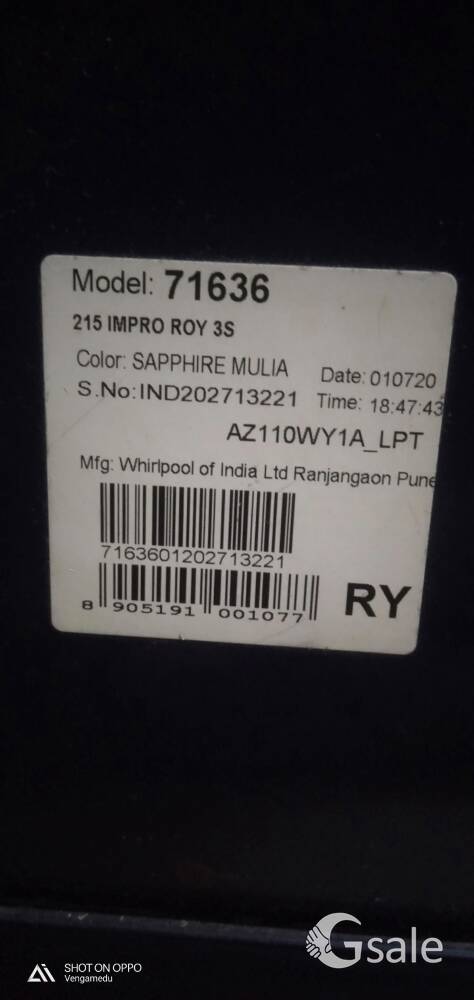 Model: 71636
215 IMPRO ROY 3S
Color: SAPPHIRE MULIA Date: 010720
S.No:IND202713221 Time: 18:47:43
AZ110WY1A_LPT
Mfg: Whirlpool of India Ltd Ranjangaon Pune
7163601202713221
8 905191 001077
RY
Gsale
SHOT ON OPPO
Vengamedu